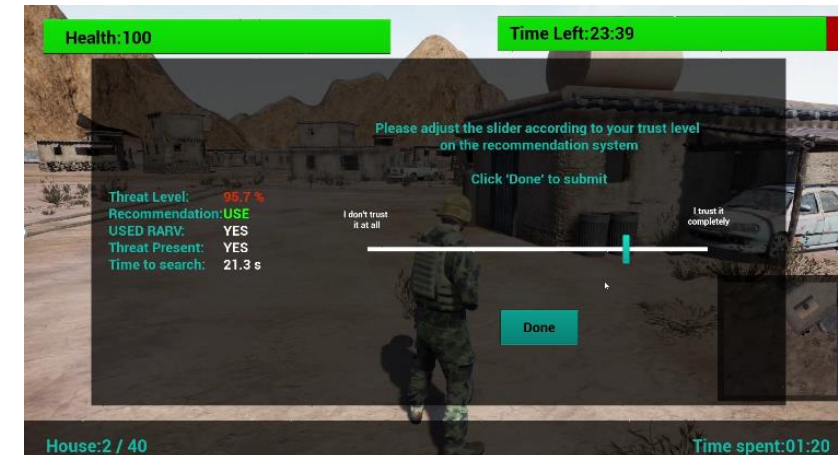 Health:100
Time Left:23:39
Please adjust the slider according to your trust level
on the recommendation system
Click 'Done' to submit
Threat Level: 95.7 %
Recommendation:USE
USED RARV: YES
Threat Present: YES
Time to search: 21.3 s
I don't trust
it at all
I trust it
completely
Done
House:2 / 40
Time spent:01:20